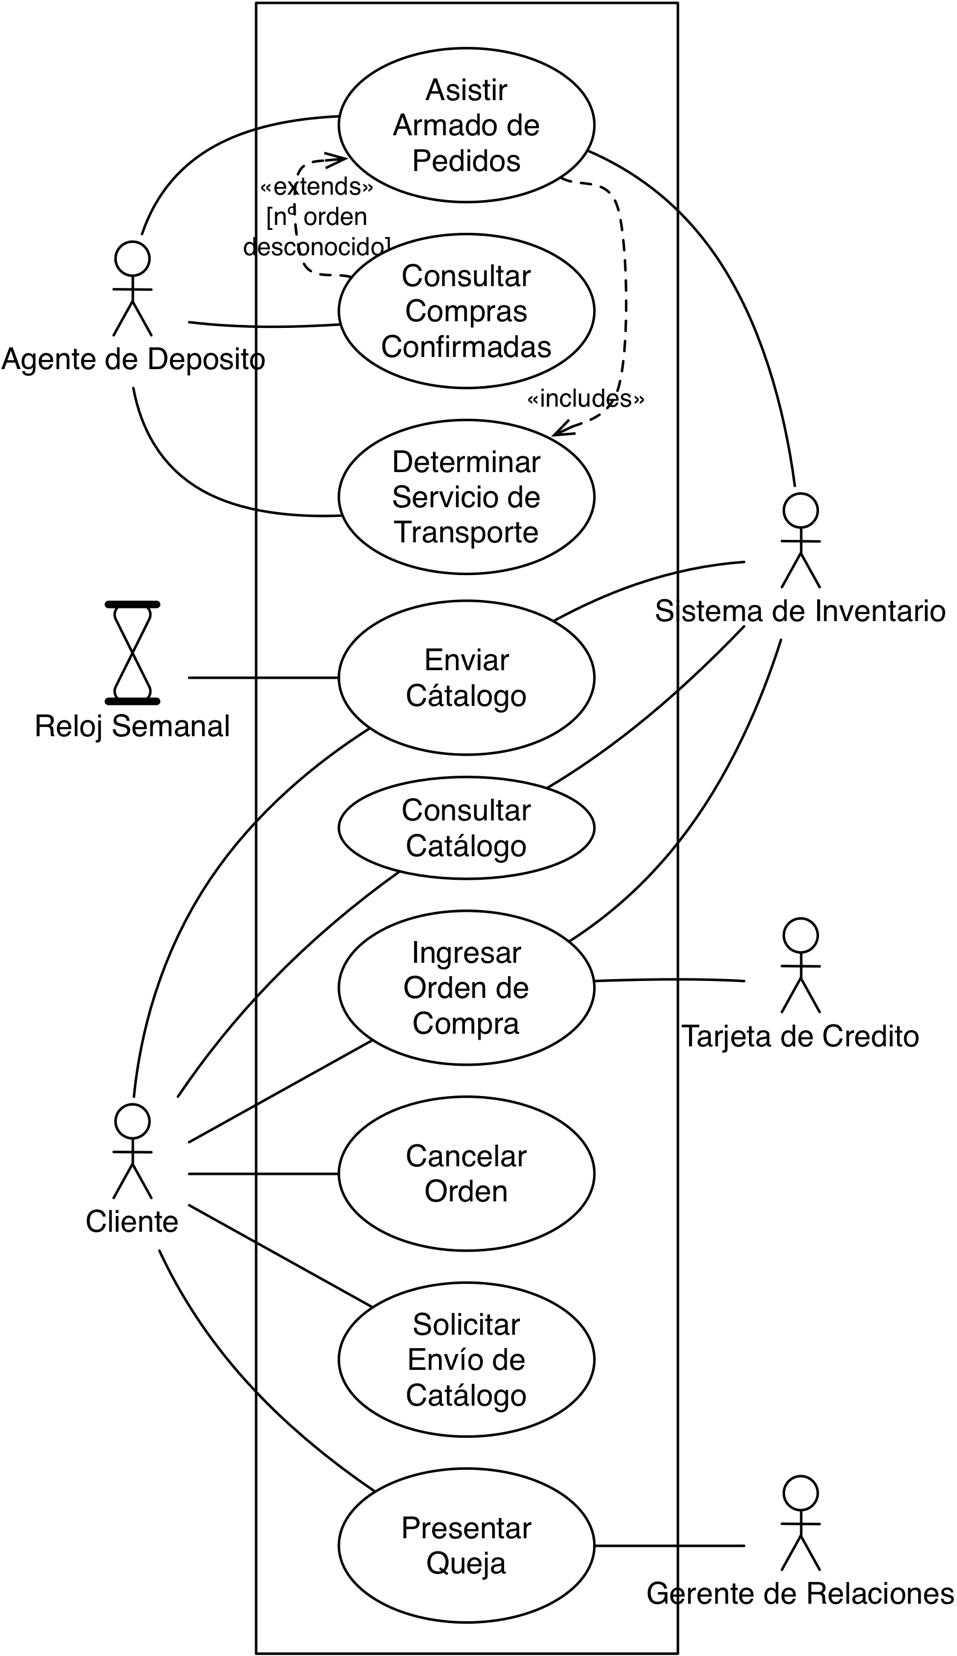 Asistir
Armado de
Pedidos
«extends»
[nº orden
desconocido]
Consultar
Compras
Confirmadas
Agente de Deposito
«includes»
Determinar
Servicio de
Transporte
Sistema de Inventario
Enviar
Cátalogo
Reloj Semanal
Consultar
Catálogo
Ingresar
Orden de
Compra
Tarjeta de Credito
Cancelar
Orden
Cliente
Solicitar
Envío de
Catálogo
Presentar
Queja
Gerente de Relaciones